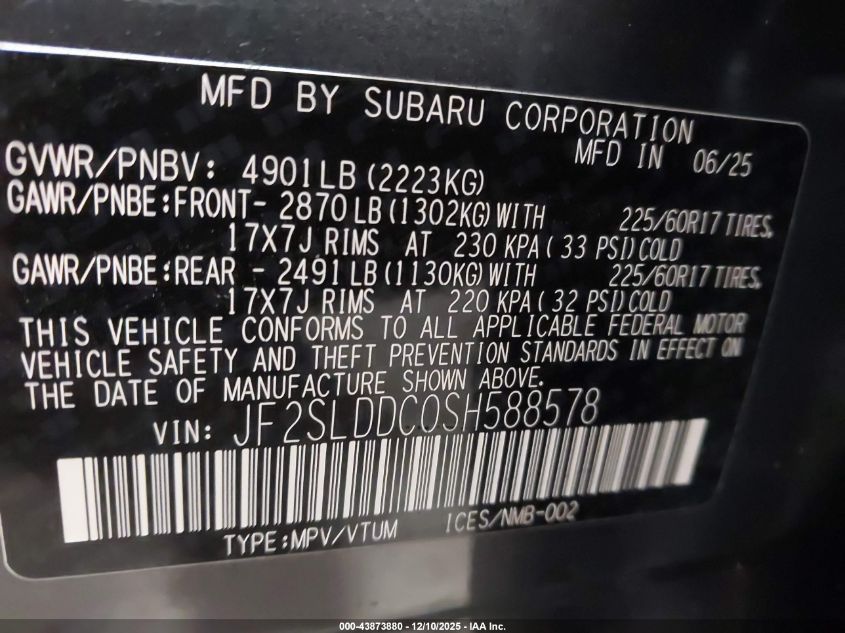 MFD BY SUBARU CORPORATION
MFD IN 06/25
GVWR/PNBV: 4901LB (2223KG)
GAWR/PNBE:FRONT- 2870LB(1302KG)WITH 225/60R17 TIRES,
17X7J RIMS AT 230 KPA( 33 PSI)COLD
GAWR/PNBE:REAR - 2491LB(1130KG)WITH 225/60R17 TIRES,
17X7J RIMS AT 220 KPA( 32 PSI)COLD
THIS VEHICLE CONFORMS TO ALL APPLICABLE FEDERAL MOTOR
VEHICLE SAFETY AND THEFT PREVENTION STANDARDS IN EFFECT ON
THE DATE OF MANUFACTURE SHOWN ABOVE.
VIN: JF2SLDDC0SH588578
TYPE:MPV/VTUM ICES/NMB-002
000-43873880 - 12/10/2025 - IAA Inc.